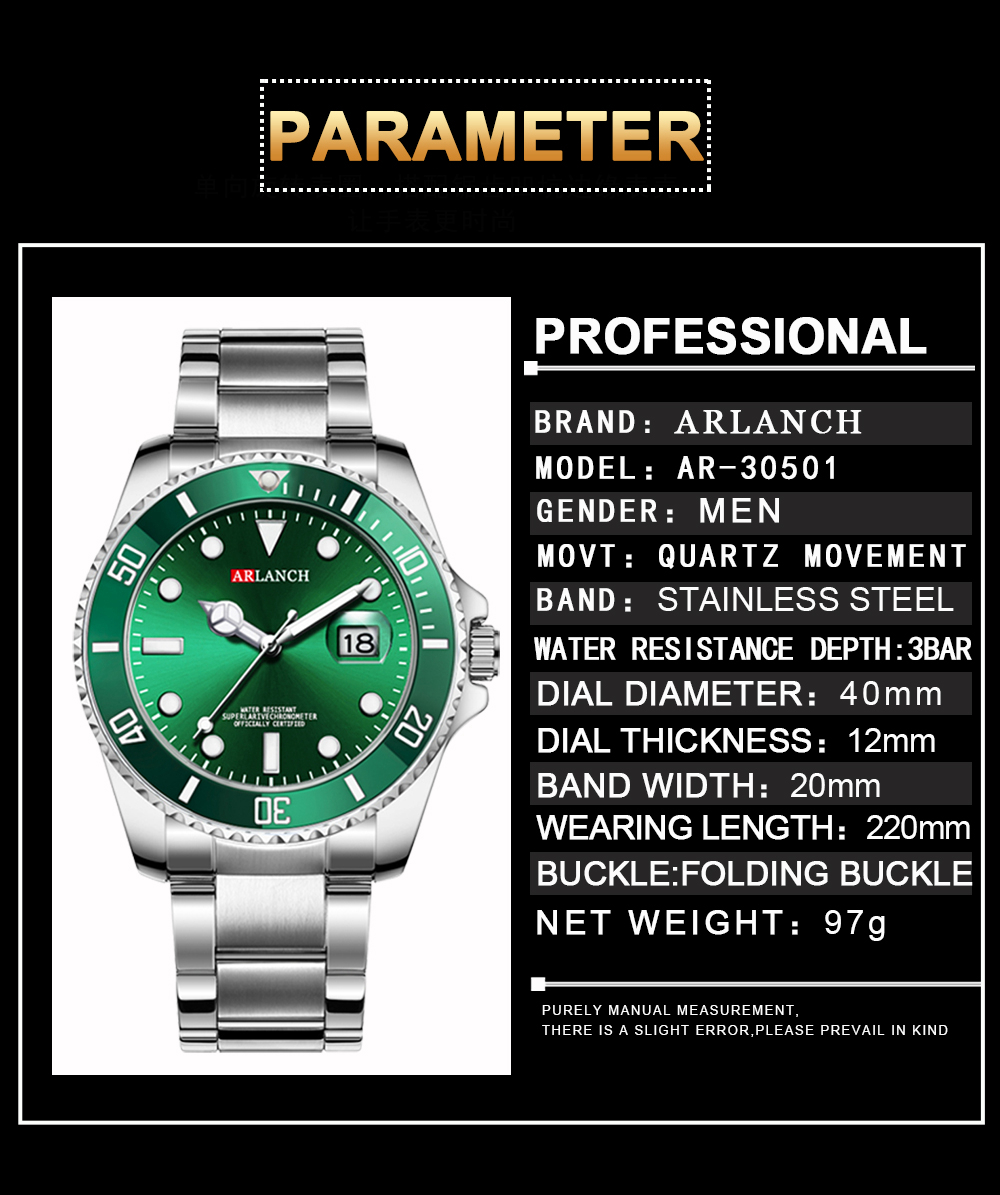 PARAMETER
让手表更时尚
PROFESSIONAL
BRAND: ARLANCH
MODEL: AR-30501
GENDER: MEN
MOVT: QUARTZ MOVEMENT
BAND: STAINLESS STEEL
WATER RESISTANCE DEPTH:3BAR
DIAL DIAMETER: 40mm
DIAL THICKNESS: 12mm
BAND WIDTH: 20mm
WEARING LENGTH: 220mm
BUCKLE:FOLDING BUCKLE
NET WEIGHT: 97g
PURELY MANUAL MEASUREMENT,
THERE IS A SLIGHT ERROR,PLEASE PREVAIL IN KIND
10
20
30
40
50
ARLANCH
18
WATER RESISTANT
SUPERLARIVECHRONOMETER
OFFICIALLY CERTIFIED